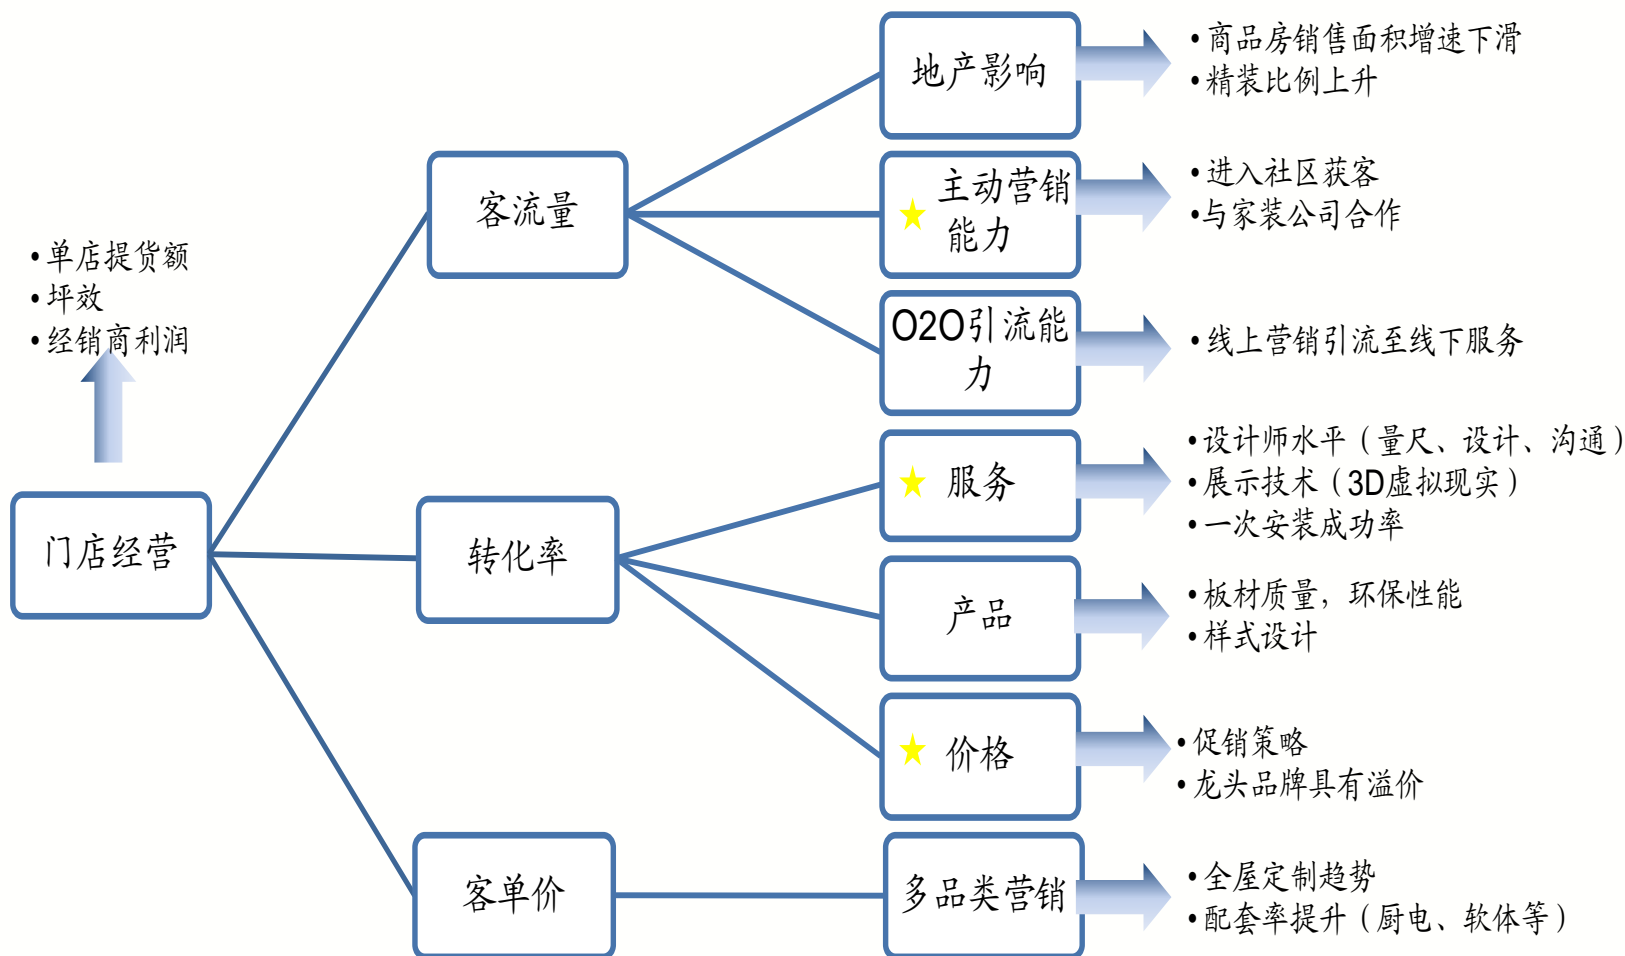 地产影响
• 商品房销售面积增速下滑
• 精装比例上升
客流量
主动营销
能力
• 进入社区获客
• 与家装公司合作
• 单店提货额
• 坪效
• 经销商利润
O2O引流能
力
• 线上营销引流至线下服务
服务
• 设计师水平（量尺、设计、沟通）
• 展示技术（3D虚拟现实）
• 一次安装成功率
门店经营
转化率
产品
• 板材质量，环保性能
• 样式设计
价格
• 促销策略
• 龙头品牌具有溢价
客单价
多品类营销
• 全屋定制趋势
• 配套率提升（厨电、软体等）